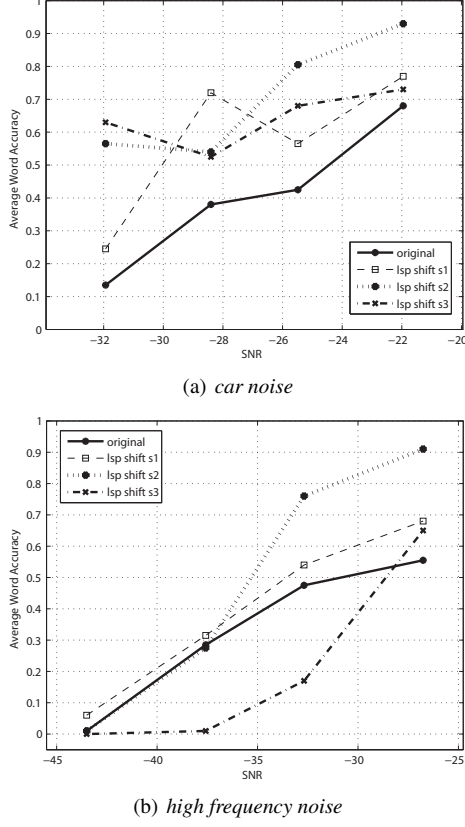 1
0.9
0.8
0.7
0.6
0.5
0.4
0.3
0.2
0.1
0
Average Word Accuracy
−32
−30
−28
−26
−24
−22
−20
SNR
original
lsp shift s1
lsp shift s2
lsp shift s3
(a) car noise
1
0.9
0.8
0.7
0.6
0.5
0.4
0.3
0.2
0.1
0
Average Word Accuracy
original
lsp shift s1
lsp shift s2
lsp shift s3
−45
−40
−35
−30
−25
SNR
(b) high frequency noise